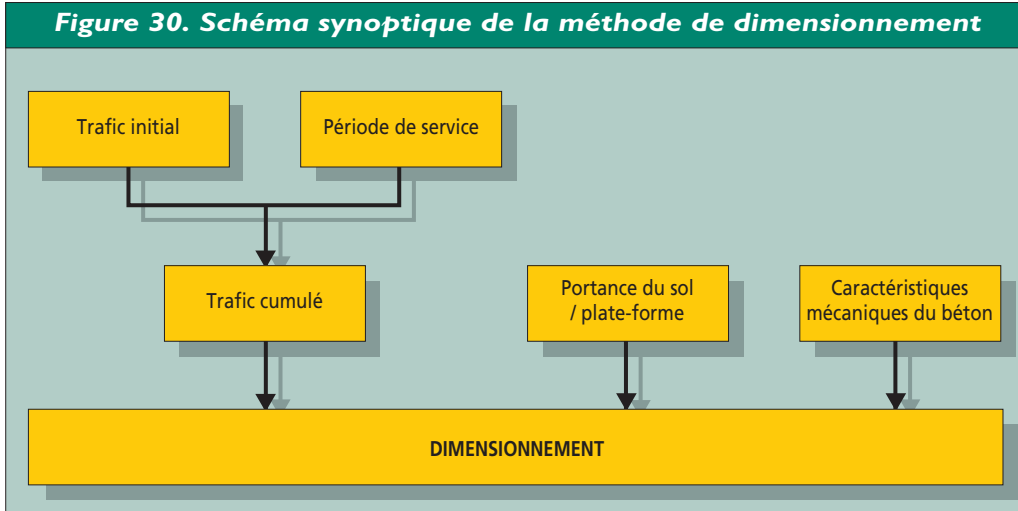 Figure 30. Schéma synoptique de la méthode de dimensionnement
Trafic initial
Période de service
Trafic cumulé
Portance du sol
/ plate-forme
Caractéristiques
mécaniques du béton
DIMENSIONNEMENT